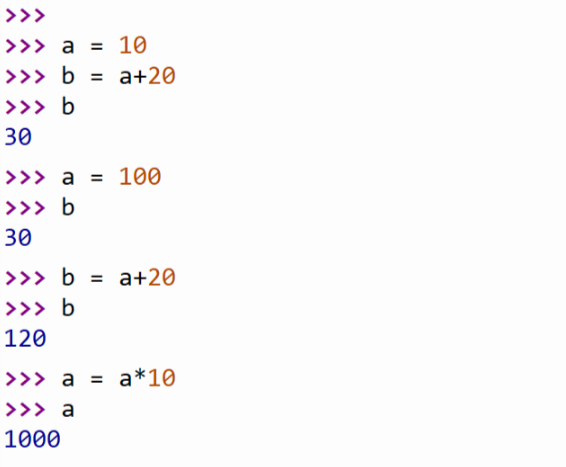 >>>
>>> a = 10
>>> b = a+20
>>> b
30
>>> a = 100
>>> b
30
>>> b = a+20
>>> b
120
>>> a = a*10
>>> a
1000